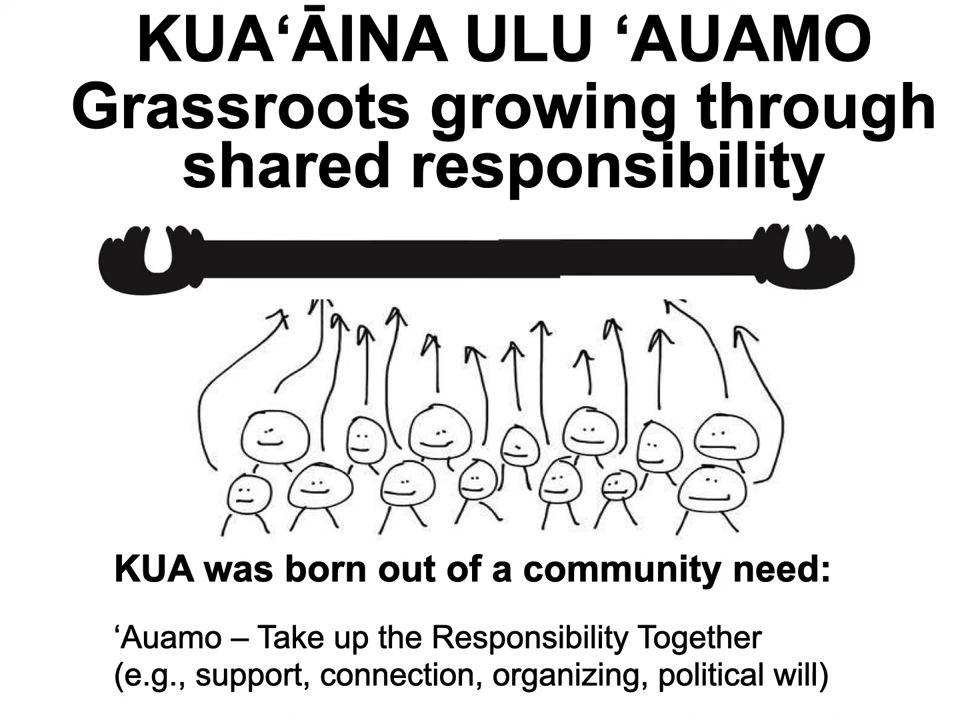 KUAʻĀINA ULU ʻAUAMO
Grassroots growing through
shared responsibility
KUA was born out of a community need:
ʻAuamo – Take up the Responsibility Together
(e.g., support, connection, organizing, political will)